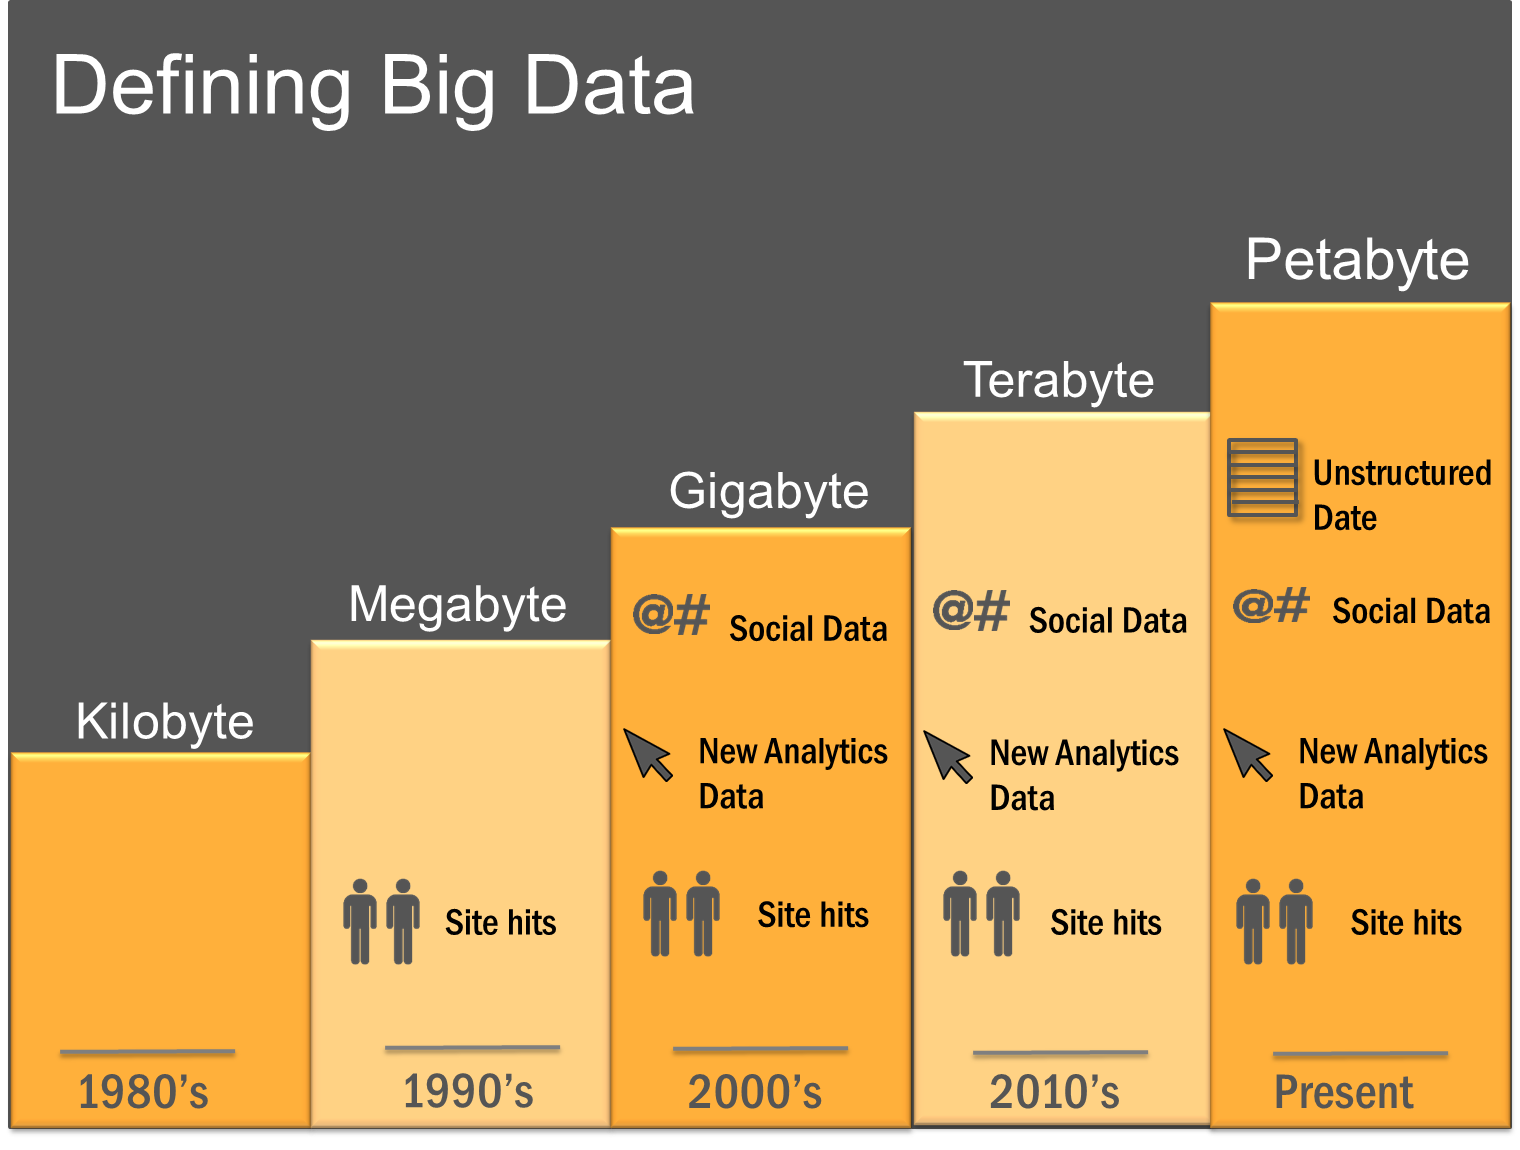 Defining Big Data
Kilobyte
1980's
Megabyte
Site hits
1990's
Gigabyte
@# Social Data
New Analytics
Data
Site hits
2000's
Terabyte
@# Social Data
New Analytics
Data
Site hits
2010's
Petabyte
Unstructured
Date
@# Social Data
New Analytics
Data
Site hits
Present